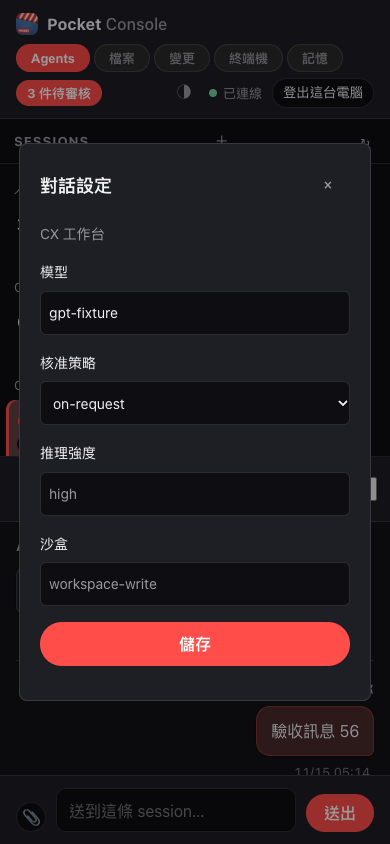 Pocket Console
Agents 檔案 變更 終端機 記憶
3 件待審核 已連線 登出這台電腦
SESSIONS
對話設定 ×
CX 工作台
模型
gpt-fixture
核准策略
on-request
推理強度
high
沙盒
workspace-write
儲存
驗收訊息 56
11/15 05:14
送到這條 session... 送出